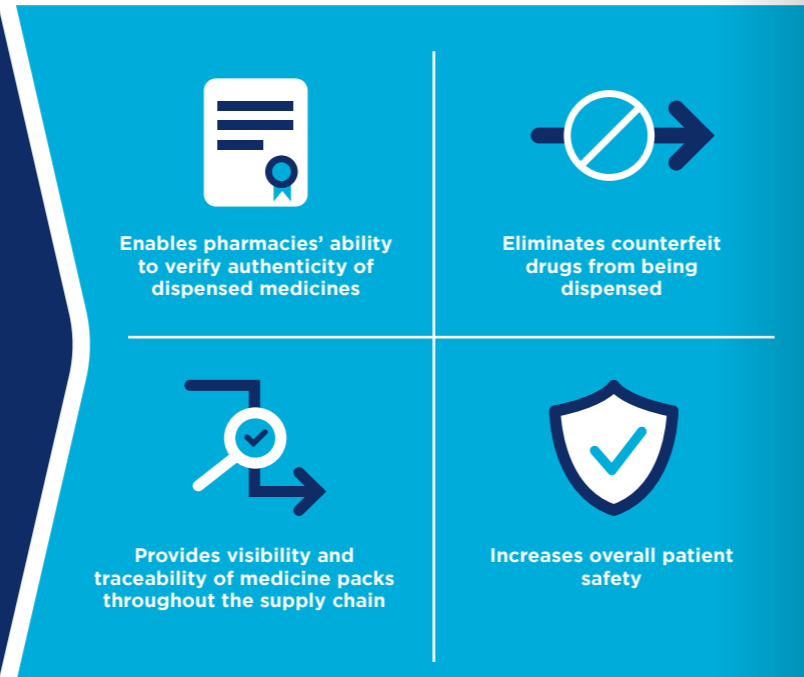 Enables pharmacies’ ability
to verify authenticity of
dispensed medicines
Eliminates counterfeit
drugs from being
dispensed
Provides visibility and
traceability of medicine packs
throughout the supply chain
Increases overall patient
safety